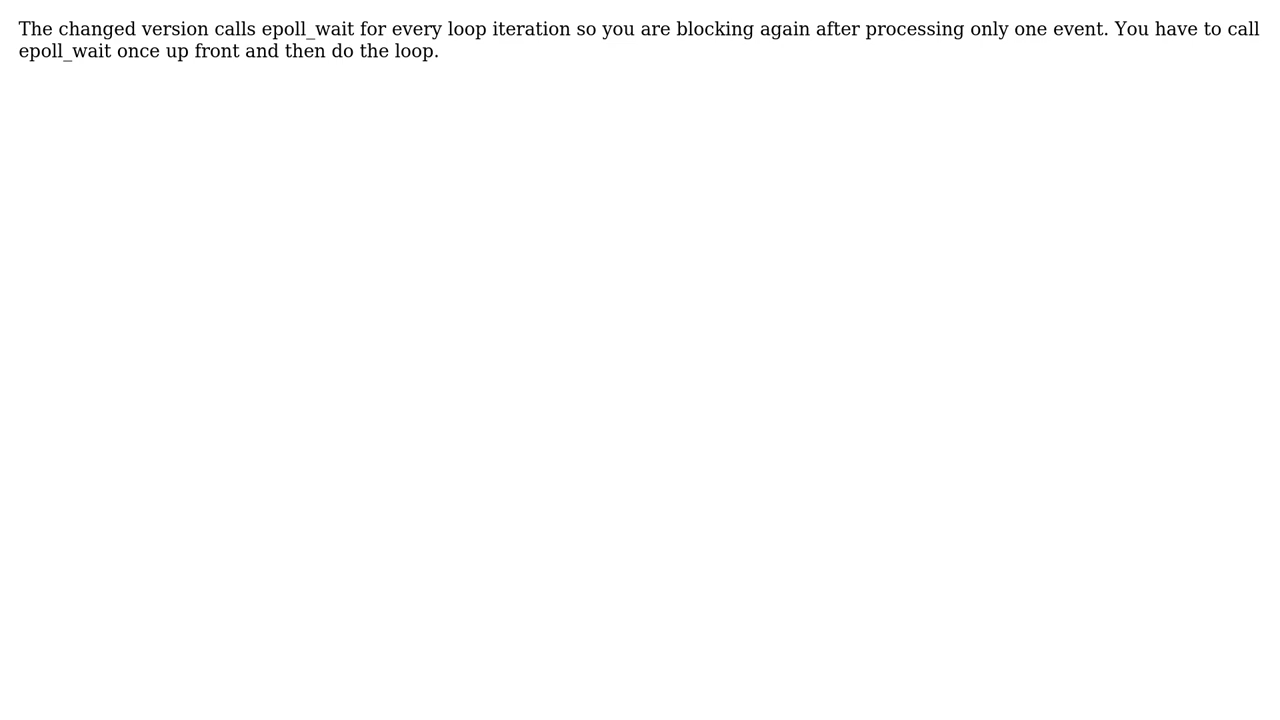 The changed version calls epoll_wait for every loop iteration so you are blocking again after processing only one event. You have to call
epoll_wait once up front and then do the loop.